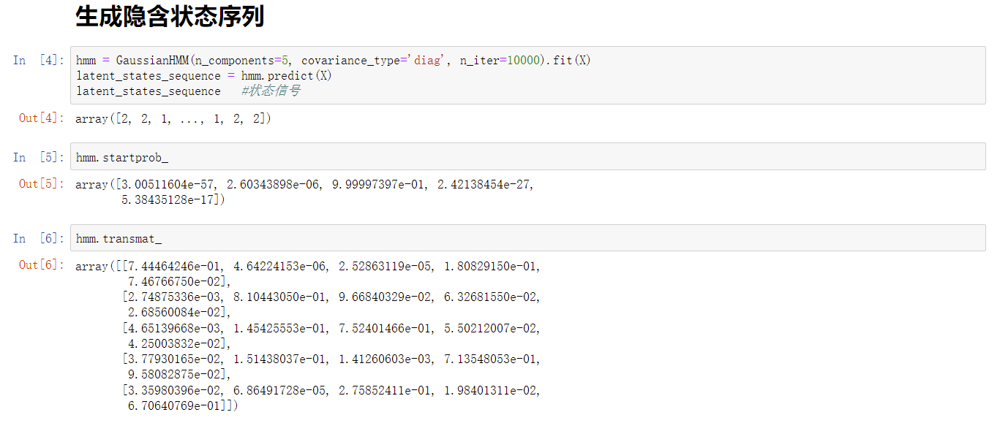 生成隐含状态序列
In [4]: hmm = GaussianHMM(n_components=5, covariance_type='diag', n_iter=10000).fit(X)
latent_states_sequence = hmm.predict(X)
latent_states_sequence #状态信号
Out[4]: array([2, 2, 1, ..., 1, 2, 2])
In [5]: hmm.startprob_
Out[5]: array([3.00511604e-57, 2.60343898e-06, 9.99997397e-01, 2.42138454e-27,
5.38435128e-17])
In [6]: hmm.transmat_
Out[6]: array([[7.44464246e-01, 4.64224153e-06, 2.52863119e-05, 1.80829150e-01,
7.46766750e-02],
[2.74875336e-03, 8.10443050e-01, 9.66840329e-02, 6.32681550e-02,
2.68560084e-02],
[4.65139668e-03, 1.45425553e-01, 7.52401466e-01, 5.50212007e-02,
4.25003832e-02],
[3.77930165e-02, 1.51438037e-01, 1.41260603e-03, 7.13548053e-01,
9.58082875e-02],
[3.35980396e-02, 6.86491728e-05, 2.75852411e-01, 1.98401311e-02,
6.70640769e-01]])